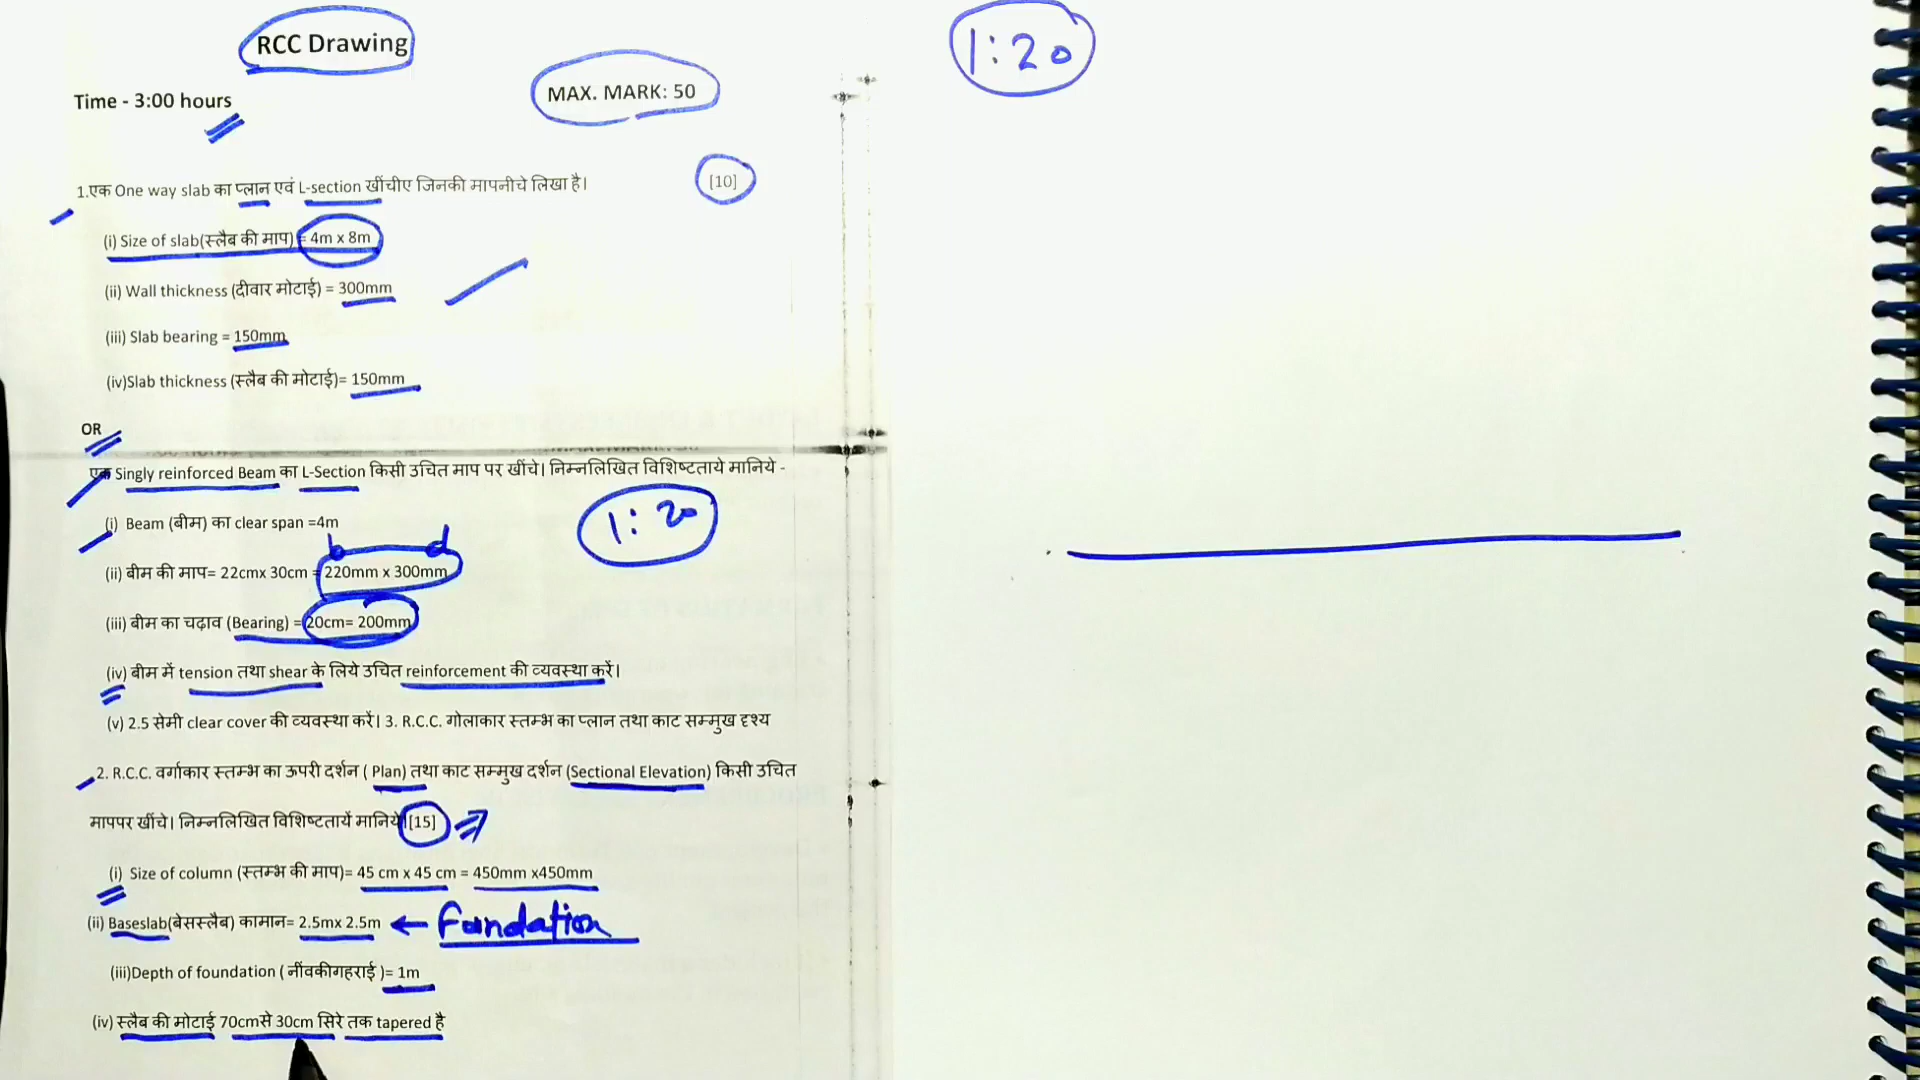 RCC Drawing
1:20
MAX. MARK: 50
Time - 3:00 hours
1.एक One way slab का प्लान एवं L-section खींचीए जिनकी मापनीचे लिखा है। [10]
(i) Size of slab(स्लैब की माप) = 4m x 8m
(ii) Wall thickness (दीवार मोटाई) = 300mm
(iii) Slab bearing = 150mm
(iv)Slab thickness (स्लैब की मोटाई)= 150mm
OR
एक Singly reinforced Beam का L-Section किसी उचित माप पर खींचे। निम्नलिखित विशिष्टताये मानिये -
(i) Beam (बीम) का clear span =4m
1:20
b d
(ii) बीम की माप= 22cmx 30cm = 220mm x 300mm
(iii) बीम का चढ़ाव (Bearing) = 20cm= 200mm
(iv) बीम में tension तथा shear के लिये उचित reinforcement की व्यवस्था करें।
(v) 2.5 सेमी clear cover की व्यवस्था करें। 3. R.C.C. गोलाकार स्तम्भ का प्लान तथा काट सम्मुख दृश्य
2. R.C.C. वर्गाकार स्तम्भ का ऊपरी दर्शन ( Plan) तथा काट सम्मुख दर्शन (Sectional Elevation) किसी उचित
मापपर खींचे। निम्नलिखित विशिष्टतायें मानिये।[15]
(i) Size of column (स्तम्भ की माप)= 45 cm x 45 cm = 450mm x450mm
(ii) Baseslab(बेसस्लैब) कामान= 2.5mx 2.5m ← Fundation
(iii)Depth of foundation ( नींवकीगहराई )= 1m
(iv) स्लैब की मोटाई 70cmसे 30cm सिरे तक tapered है